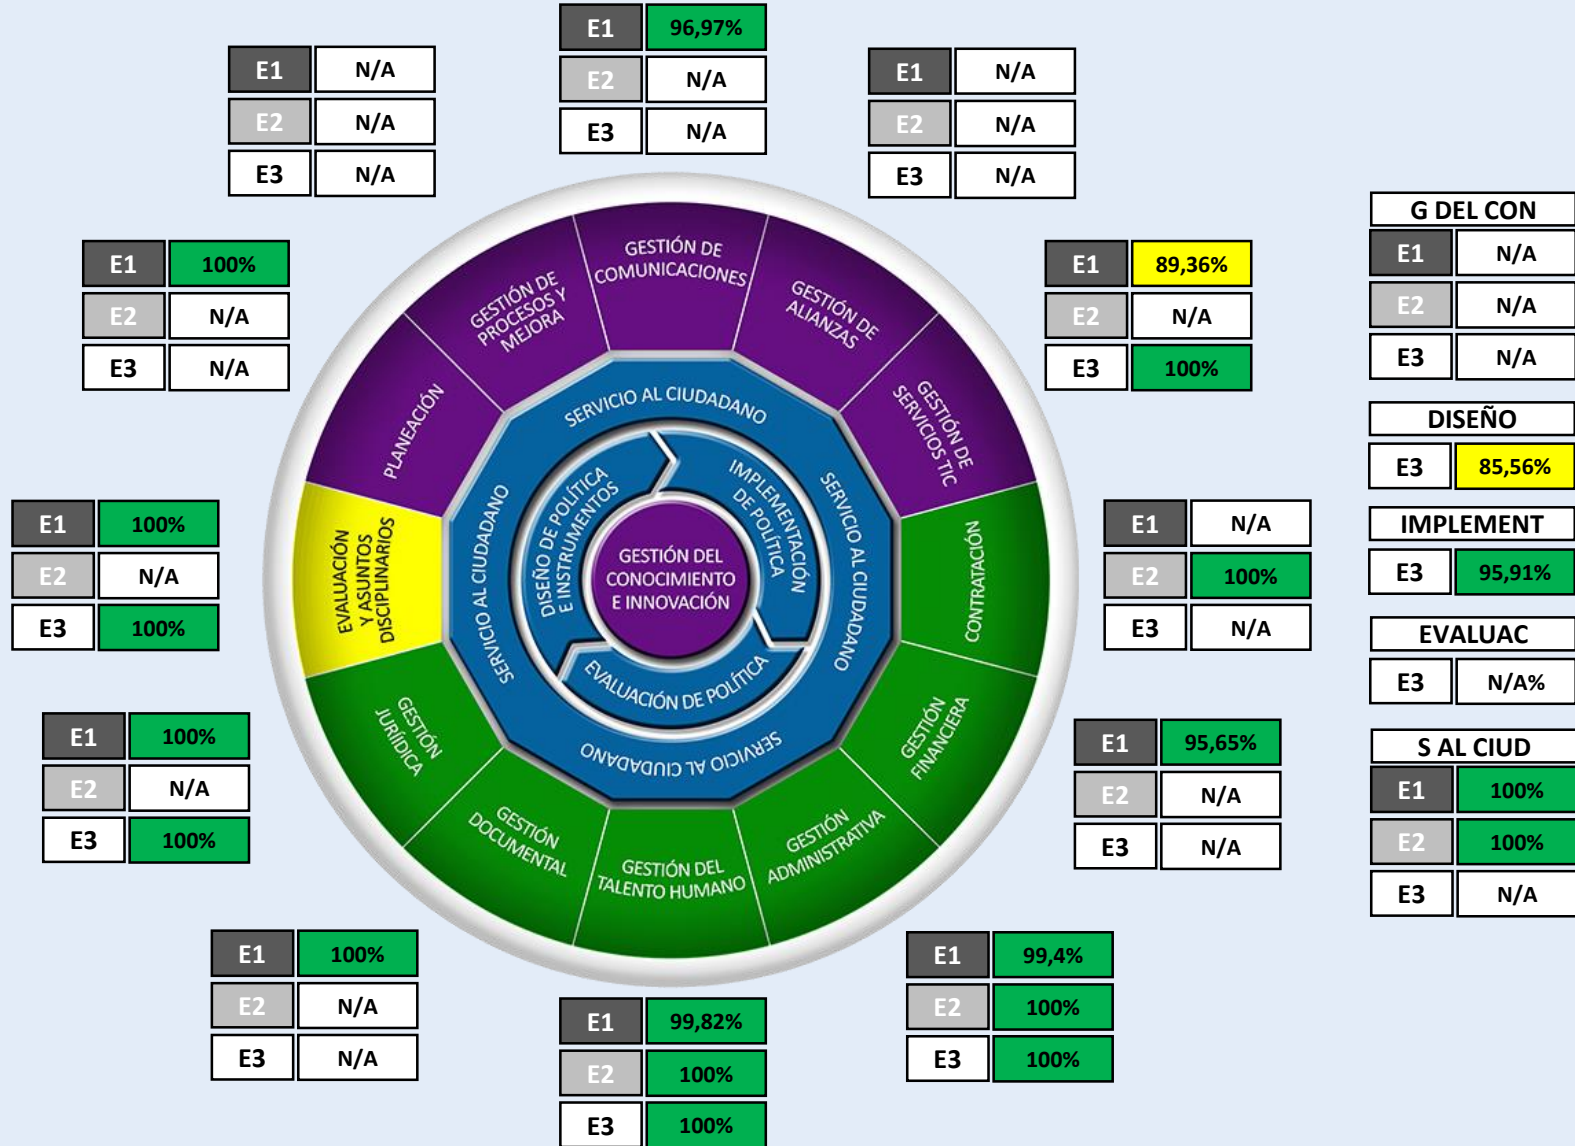 E1 96,97%
E2 N/A
E3 N/A
E1 N/A
E2 N/A
E3 N/A
E1 N/A
E2 N/A
E3 N/A
E1 100%
E2 N/A
E3 N/A
E1 89,36%
E2 N/A
E3 100%
G DEL CON
E1 N/A
E2 N/A
E3 N/A
DISEÑO
E3 85,56%
IMPLEMENT
E3 95,91%
EVALUAC
E3 N/A%
S AL CIUD
E1 100%
E2 100%
E3 N/A
E1 100%
E2 N/A
E3 100%
E1 N/A
E2 100%
E3 N/A
E1 100%
E2 N/A
E3 100%
E1 95,65%
E2 N/A
E3 N/A
E1 100%
E2 N/A
E3 N/A
E1 99,82%
E2 100%
E3 100%
E1 99,4%
E2 100%
E3 100%
PLANEACIÓN
GESTIÓN DE
PROCESOS Y
MEJORA
GESTIÓN DE
COMUNICACIONES
GESTIÓN DE
ALIANZAS
GESTIÓN DE
SERVICIOS TIC
CONTRATACIÓN
GESTIÓN
FINANCIERA
GESTIÓN
ADMINISTRATIVA
GESTIÓN DEL
TALENTO HUMANO
GESTIÓN
DOCUMENTAL
GESTIÓN
JURÍIDICA
EVALUACIÓN
Y ASUNTOS
DISCIPLINARIOS
SERVICIO AL CIUDADANO
SERVICIO AL CIUDADANO
SERVICIO AL CIUDADANO
SERVICIO AL CIUDADANO
DISEÑO DE POLÍTICA
E INSTRUMENTOS
IMPLEMENTACIÓN
DE POLÍTICA
EVALUACIÓN DE POLÍTICA
GESTIÓN DEL
CONOCIMIENTO
E INNOVACIÓN